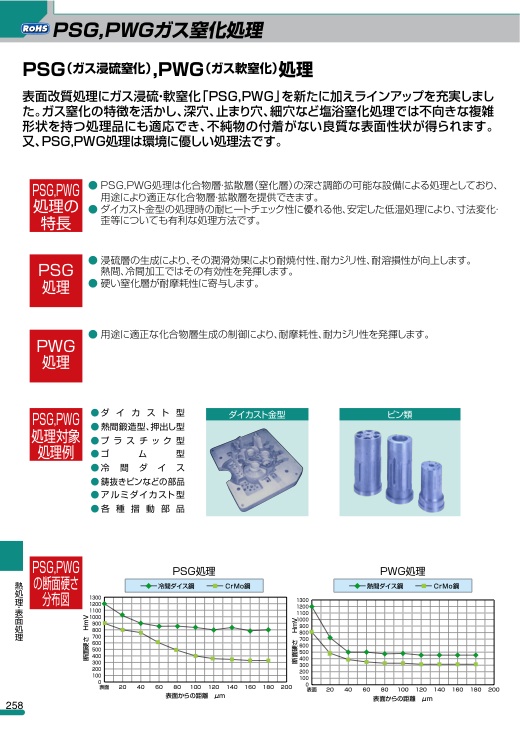 RoHS PSG,PWGガス窒化処理
PSG(ガス浸硫窒化),PWG(ガス軟窒化)処理
表面改質処理にガス浸硫・軟窒化「PSG,PWG」を新たに加えラインアップを充実しまし
た。ガス窒化の特徴を活かし、深穴、止まり穴、細穴など塩浴窒化処理では不向きな複雑
形状を持つ処理品にも適応でき、不純物の付着がない良質な表面性状が得られます。
又、PSG,PWG処理は環境に優しい処理法です。
PSG,PWG
処理の
特長
● PSG,PWG処理は化合物層・拡散層(窒化層)の深さ調節の可能な設備による処理としており、
用途により適正な化合物層・拡散層を提供できます。
● ダイカスト金型の処理時の耐ヒートチェック性に優れる他、安定した低温処理により、寸法変化・
歪等についても有利な処理方法です。
PSG
処理
● 浸硫層の生成により、その潤滑効果により耐焼付性、耐カジリ性、耐溶損性が向上します。
熱間、冷間加工ではその有効性を発揮します。
● 硬い窒化層が耐摩耗性に寄与します。
PWG
処理
● 用途に適正な化合物層生成の制御により、耐摩耗性、耐カジリ性を発揮します。
PSG,PWG
処理対象
処理例
●ダイカスト型
●熱間鍛造型、押出し型
●プラスチック型
●ゴム型
●冷間ダイス
●鋳抜きピンなどの部品
●アルミダイカスト型
●各種摺動部品
ダイカスト金型
ピン類
PSG,PWG
の断面硬さ
分布図
PSG処理
冷間ダイス鋼 CrMo鋼
断面硬さ HmV
1300
1200
1100
1000
900
800
700
600
500
400
300
200
100
0
表面 20 40 60 80 100 120 140 160 180 200
表面からの距離 μm
PWG処理
熱間ダイス鋼 CrMo鋼
断面硬さ HmV
1300
1200
1100
1000
900
800
700
600
500
400
300
200
100
0
表面 20 40 60 80 100 120 140 160 180 200
表面からの距離 μm
熱処理・表面処理
258